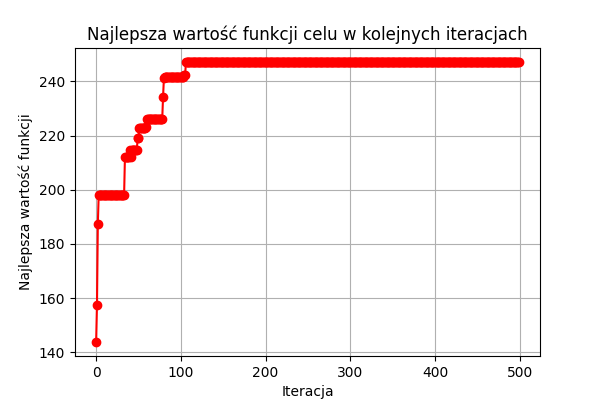 Najlepsza wartość funkcji celu w kolejnych iteracjach
Najlepsza wartość funkcji
240
220
200
180
160
140
0 100 200 300 400 500
Iteracja